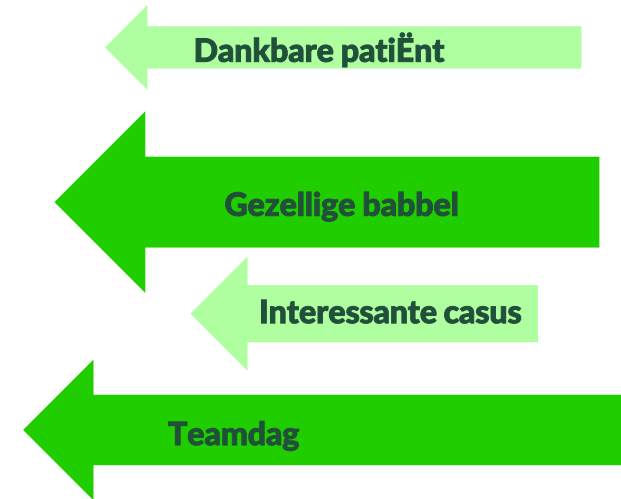 Dankbare patiËnt
Gezellige babbel
Interessante casus
Teamdag